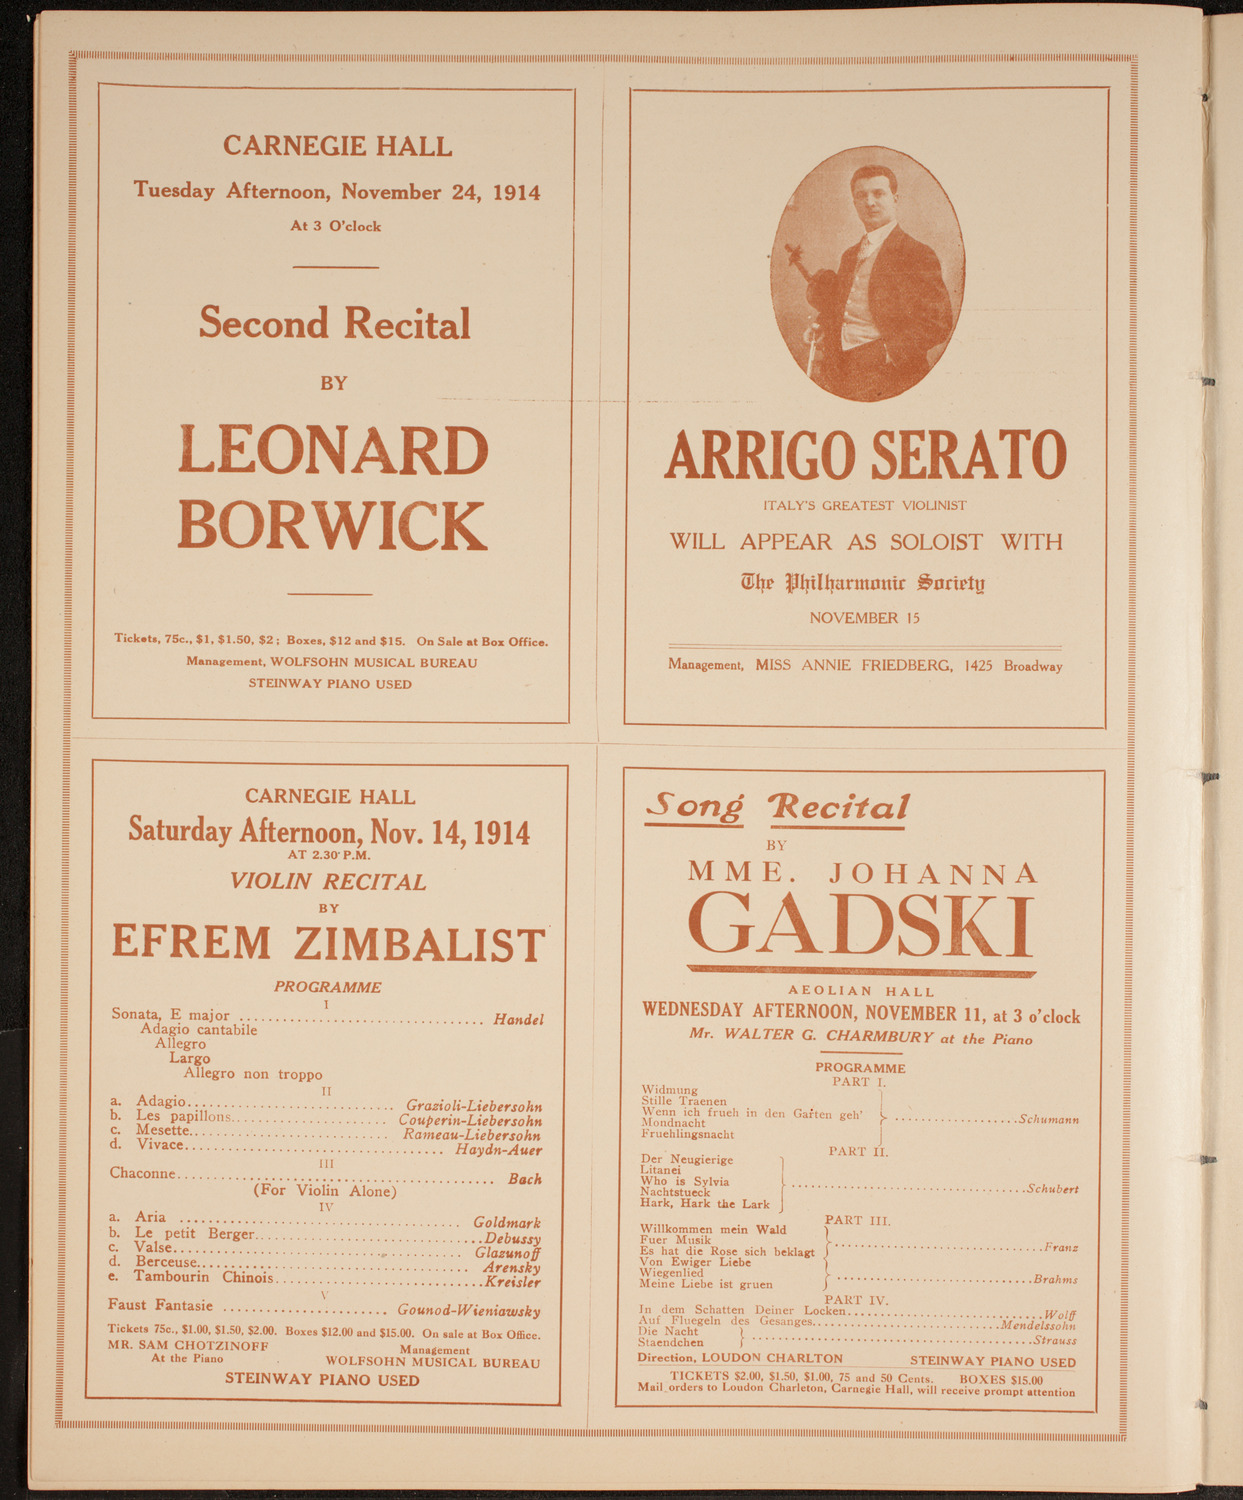 CARNEGIE HALL
Tuesday Afternoon, November 24, 1914
At 3 O'clock
Second Recital
BY
LEONARD
BORWICK
Tickets, 75c., $1, $1.50, $2; Boxes, $12 and $15. On Sale at Box Office.
Management, WOLFSOHN MUSICAL BUREAU
STEINWAY PIANO USED
ARRIGO SERATO
ITALY'S GREATEST VIOLINIST
WILL APPEAR AS SOLOIST WITH
The Philharmonic Society
NOVEMBER 15
Management, MISS ANNIE FRIEDBERG, 1425 Broadway
CARNEGIE HALL
Saturday Afternoon, Nov. 14, 1914
AT 2.30 P.M.
VIOLIN RECITAL
BY
EFREM ZIMBALIST
PROGRAMME
I
Sonata, E major ........ Handel
Adagio cantabile
Allegro
Largo
Allegro non troppo
II
a. Adagio........ Grazioli-Liebersohn
b. Les papillons........ Couperin-Liebersohn
c. Mesette........ Rameau-Liebersohn
d. Vivace........ Haydn-Auer
III
Chaconne........ Bach
(For Violin Alone)
IV
a. Aria ........ Goldmark
b. Le petit Berger........ Debussy
c. Valse........ Glazunoff
d. Berceuse........ Arensky
e. Tambourin Chinois........ Kreisler
V
Faust Fantasie ........ Gounod-Wieniawsky
Tickets 75c., $1.00, $1.50, $2.00. Boxes $12.00 and $15.00. On sale at Box Office.
MR. SAM CHOTZINOFF
At the Piano
Management
WOLFSOHN MUSICAL BUREAU
STEINWAY PIANO USED
Song Recital
BY
MME. JOHANNA
GADSKI
AEOLIAN HALL
WEDNESDAY AFTERNOON, NOVEMBER 11, at 3 o'clock
Mr. WALTER G. CHARMBURY at the Piano
PROGRAMME
PART I.
Widmung
Stille Traenen
Wenn ich frueh in den Garten geh' ........ Schumann
Mondnacht
Fruehlingsnacht
PART II.
Der Neugierige
Litanei
Who is Sylvia
Nachtstueck ........ Schubert
Hark, Hark the Lark
PART III.
Willkommen mein Wald
Fuer Musik
Es hat die Rose sich beklagt ........ Franz
Von Ewiger Liebe
Wiegenlied
Meine Liebe ist gruen ........ Brahms
PART IV.
In dem Schatten Deiner Locken........ Wolff
Auf Fluegeln des Gesanges........ Mendelssohn
Die Nacht
Staendchen ........ Strauss
Direction, LOUDON CHARLTON STEINWAY PIANO USED
TICKETS $2.00, $1.50, $1.00, 75 and 50 Cents. BOXES $15.00
Mail orders to Loudon Charleton, Carnegie Hall, will receive prompt attention